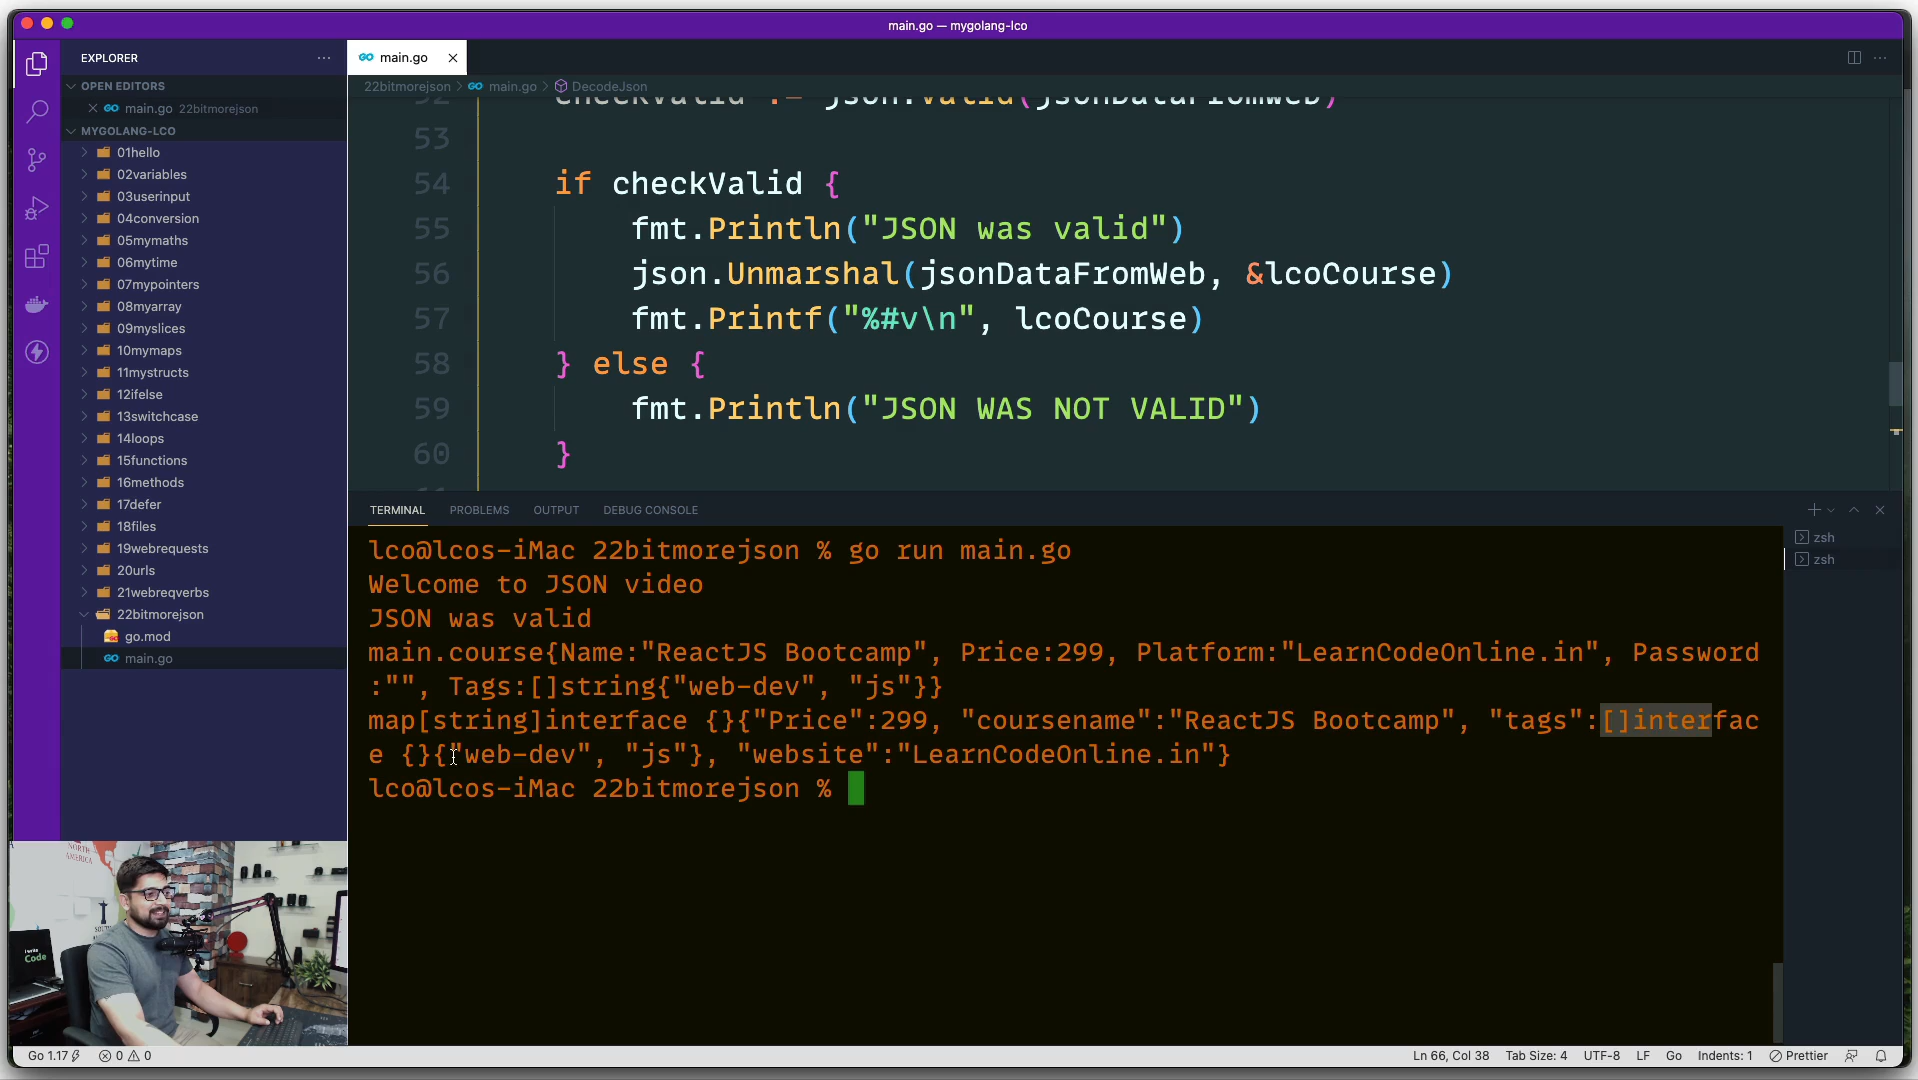 main.go — mygolang-lco
EXPLORER
OPEN EDITORS
main.go 22bitmorejson
MYGOLANG-LCO
01hello
02variables
03userinput
04conversion
05mymaths
06mytime
07mypointers
08myarray
09myslices
10mymaps
11mystructs
12ifelse
13switchcase
14loops
15functions
16methods
17defer
18files
19webrequests
20urls
21webreqverbs
22bitmorejson
go.mod
main.go
main.go
22bitmorejson > main.go > DecodeJson
52 checkValid := json.Valid(jsonDataFromWeb)
53
54 if checkValid {
55 fmt.Println("JSON was valid")
56 json.Unmarshal(jsonDataFromWeb, &lcoCourse)
57 fmt.Printf("%#v\n", lcoCourse)
58 } else {
59 fmt.Println("JSON WAS NOT VALID")
60 }
TERMINAL PROBLEMS OUTPUT DEBUG CONSOLE
lco@lcos-iMac 22bitmorejson % go run main.go
Welcome to JSON video
JSON was valid
main.course{Name:"ReactJS Bootcamp", Price:299, Platform:"LearnCodeOnline.in", Password
:"", Tags:[]string{"web-dev", "js"}}
map[string]interface {}{"Price":299, "coursename":"ReactJS Bootcamp", "tags":[]interfac
e {}{"web-dev", "js"}, "website":"LearnCodeOnline.in"}
lco@lcos-iMac 22bitmorejson %
zsh
zsh
NORTH
AMERICA
I write
Code
Go 1.17 0 0
Ln 66, Col 38 Tab Size: 4 UTF-8 LF Go Indents: 1 Prettier